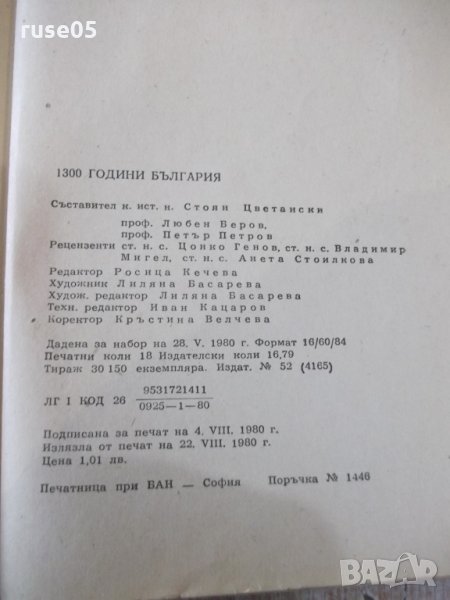 ruse05
1300 ГОДИНИ БЪЛГАРИЯ
Съставител к. ист. н. Стоян Цветански
проф. Любен Беров,
проф. Петър Петров
Рецензенти ст. н. с. Цонко Генов, ст. н. с. Владимир
Мигел, ст. н. с. Анета Стоилкова
Редактор Росица Кечева
Художник Лиляна Басарева
Худож. редактор Лиляна Басарева
Техн. редактор Иван Кацаров
Коректор Кръстина Велчева
Дадена за набор на 28. V. 1980 г. Формат 16/60/84
Печатни коли 18 Издателски коли 16,79
Тираж 30 150 екземпляра. Издат. № 52 (4165)
9531721411
ЛГ I КОД 26
0925—1—80
Подписана за печат на 4. VIII. 1980 г.
Излязла от печат на 22. VIII. 1980 г.
Цена 1,01 лв.
Печатница при БАН — София Поръчка № 1446
BAZAR